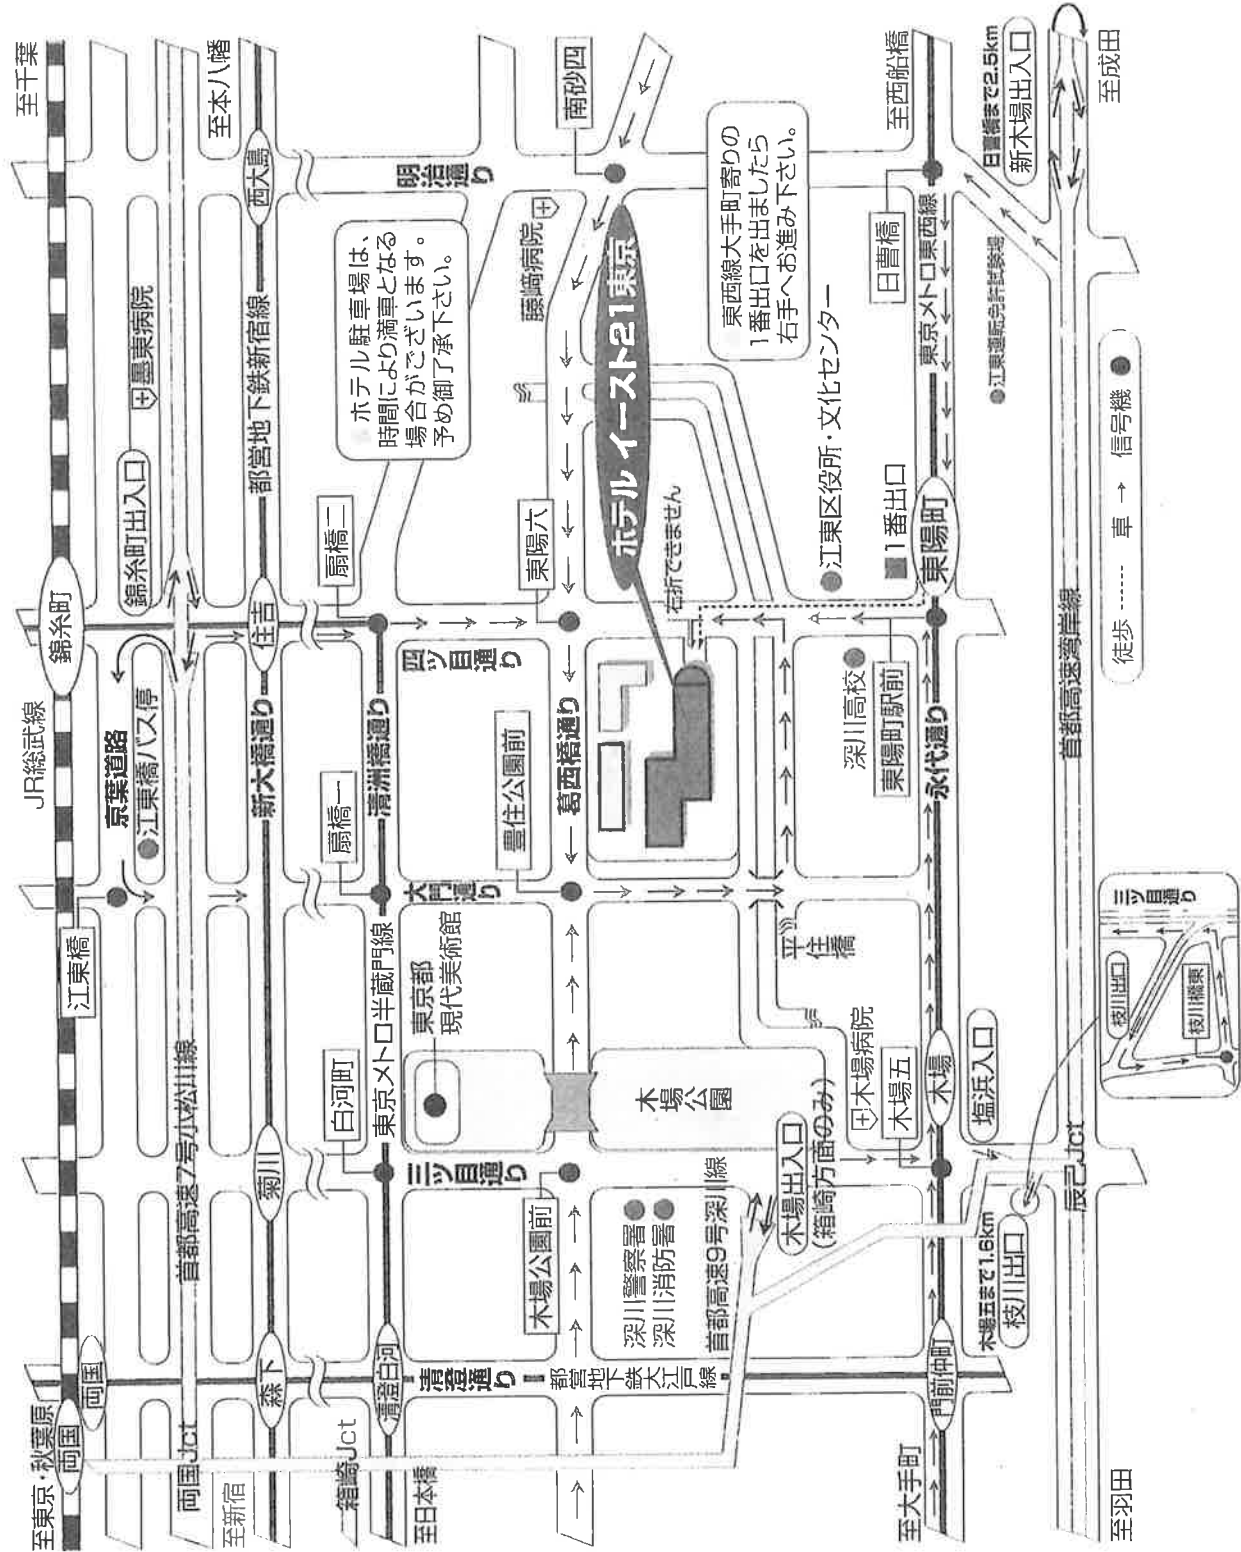 至東京・秋葉原
両国
両国
JR総武線
錦糸町
至千葉
江東橋
京葉道路
江東橋バス停
錦糸町出入口
墨東病院
両国Jct
首都高速7号小松川線
至新宿
森下
菊川
新大橋通り
住吉
都営地下鉄新宿線
西大島
至本八幡
箱崎Jct
白河町
扇橋一
扇橋二
至日本橋
清澄白河
東京メトロ半蔵門線
清洲橋通り
ホテル駐車場は、
時間により満車となる
場合がございます。
予め御了承下さい。
清澄通り
三ツ目通り
東京都
現代美術館
大門通り
四ツ目通り
明治通り
都営地下鉄大江戸線
木場公園前
豊住公園前
葛西橋通り
東陽六
藤﨑病院
南砂四
深川警察署
深川消防署
木場公園
ホテル イースト21東京
右折できません
東西線大手町寄りの
1番出口を出ましたら
右手へお進み下さい。
首都高速9号深川線
木場出入口
(箱崎方面のみ)
平住橋
木場病院
木場五
深川高校
東陽町駅前
江東区役所・文化センター
1番出口
日曹橋
至大手町
門前仲町
木場
永代通り
東陽町
東京メトロ東西線
至西船橋
木場五まで1.6km
枝川出口
塩浜入口
江東運転免許試験場
日曹橋まで2.5km
新木場出入口
辰巳Jct
首都高速湾岸線
至羽田
至成田
枝川出口
三ツ目通り
枝川橋東
徒歩 ------ 車 → 信号機 ●